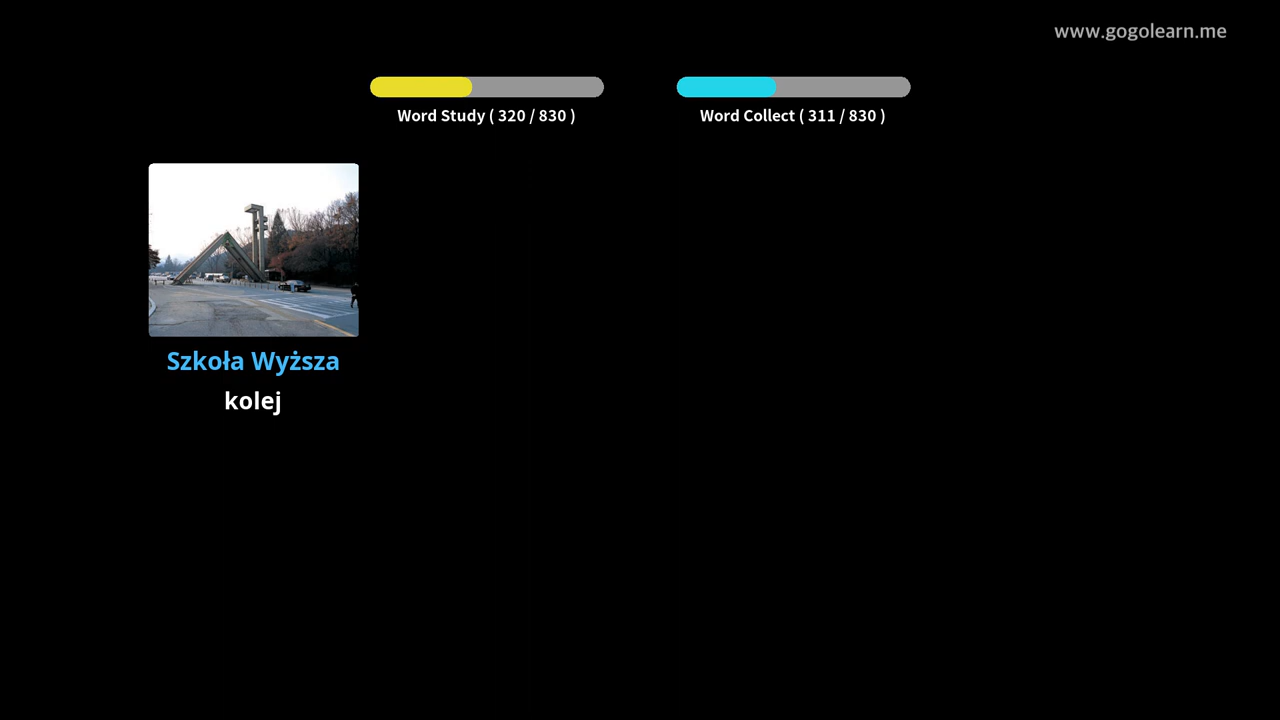 www.gogolearn.me
Word Study ( 320 / 830 )
Word Collect ( 311 / 830 )
Szkoła Wyższa
kolej